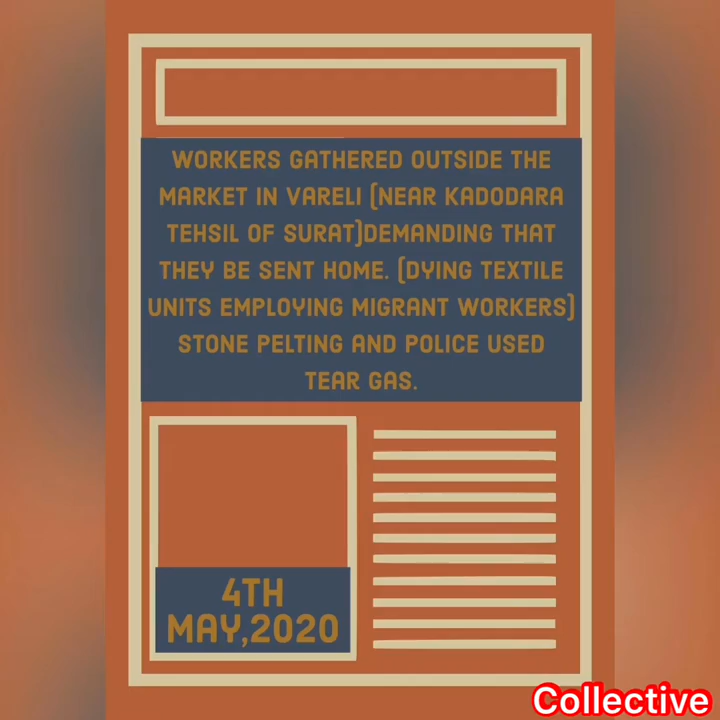 WORKERS GATHERED OUTSIDE THE
MARKET IN VARELI (NEAR KADODARA
TEHSIL OF SURAT)DEMANDING THAT
THEY BE SENT HOME. (DYING TEXTILE
UNITS EMPLOYING MIGRANT WORKERS)
STONE PELTING AND POLICE USED
TEAR GAS.
4TH
MAY,2020
Collective